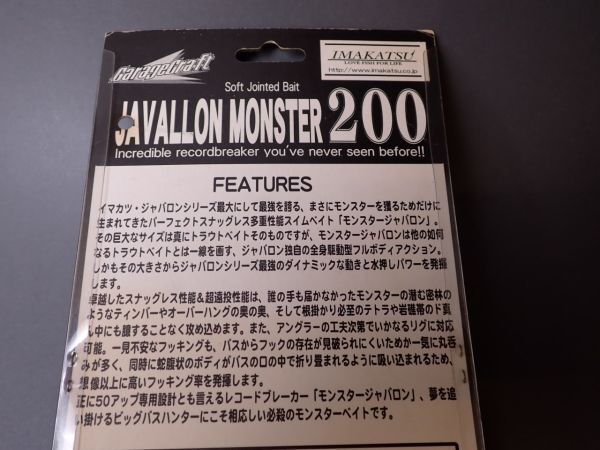 GarageCraft
IMAKATSU
LOVE FISH FOR LIFE
http://www.imakatsu.co.jp
Soft Jointed Bait
JAVALLON MONSTER 200
Incredible recordbreaker you've never seen before!!
FEATURES
イマカツ・ジャバロンシリーズ最大にして最強を誇る、まさにモンスターを獲るためだけに
生まれてきたパーフェクトスナッグレス多重性能スイムベイト「モンスタージャバロン」。
その巨大なサイズは真にトラウトベイトそのものですが、モンスタージャバロンは他の如何
なるトラウトベイトとは一線を画す、ジャバロン独自の全身駆動型フルボディアクション。
しかもその大きさからジャバロンシリーズ最強のダイナミックな動きと水押しパワーを発揮
します。
卓越したスナッグレス性能&超遠投性能は、誰の手も届かなかったモンスターの潜む密林の
ようなティンバーやオーバーハングの奥の奥、そして根掛かり必至のテトラや岩礁帯のド真
ん中にも臆することなく攻め込めます。また、アングラーの工夫次第でいかなるリグに対応
可能。一見不安なフッキングも、バスからフックの存在が見破られにくいためか一気に丸呑
みが多く、同時に蛇腹状のボディがバスの口の中で折り畳まれるように吸い込まれるため、
想像以上に高いフッキング率を発揮します。
正に50アップ専用設計とも言えるレコードブレーカー「モンスタージャバロン」、夢を追
い掛けるビッグバスハンターにこそ相応しい必殺のモンスターベイトです。